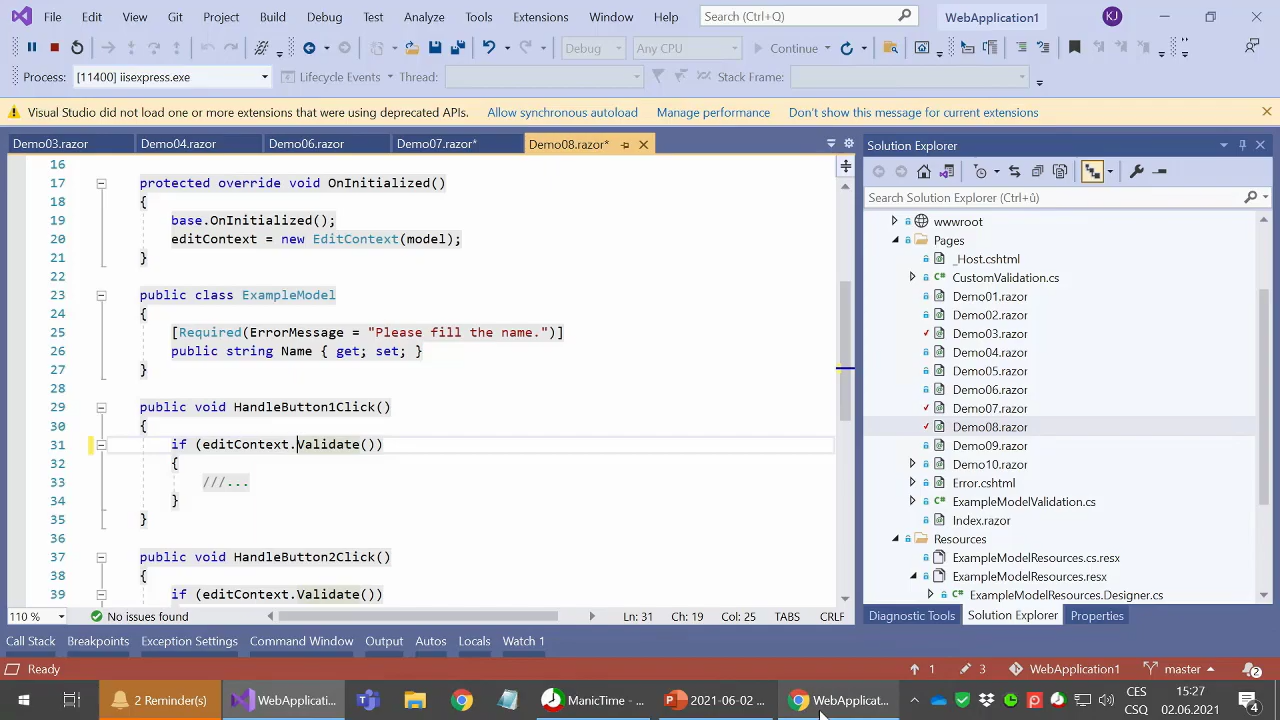 File Edit View Git Project Build Debug Test Analyze Tools Extensions Window Help Search (Ctrl+Q) WebApplication1 KJ
Debug Any CPU Continue
Process: [11400] iisexpress.exe Lifecycle Events Thread: Stack Frame:
Visual Studio did not load one or more extensions that were using deprecated APIs. Allow synchronous autoload Manage performance Don't show this message for current extensions
Demo03.razor Demo04.razor Demo06.razor Demo07.razor* Demo08.razor*
16
17 protected override void OnInitialized()
18 {
19 base.OnInitialized();
20 editContext = new EditContext(model);
21 }
22
23 public class ExampleModel
24 {
25 [Required(ErrorMessage = "Please fill the name.")]
26 public string Name { get; set; }
27 }
28
29 public void HandleButton1Click()
30 {
31 if (editContext.Validate())
32 {
33 ///...
34 }
35 }
36
37 public void HandleButton2Click()
38 {
39 if (editContext.Validate())
110 % No issues found Ln: 31 Ch: 19 Col: 25 TABS CRLF
Solution Explorer
Search Solution Explorer (Ctrl+ů)
wwwroot
Pages
_Host.cshtml
CustomValidation.cs
Demo01.razor
Demo02.razor
Demo03.razor
Demo04.razor
Demo05.razor
Demo06.razor
Demo07.razor
Demo08.razor
Demo09.razor
Demo10.razor
Error.cshtml
ExampleModelValidation.cs
Index.razor
Resources
ExampleModelResources.cs.resx
ExampleModelResources.resx
ExampleModelResources.Designer.cs
Diagnostic Tools Solution Explorer Properties
Call Stack Breakpoints Exception Settings Command Window Output Autos Locals Watch 1
Ready 1 3 WebApplication1 master 2
2 Reminder(s) WebApplication... ManicTime - ... 2021-06-02 ... WebApplicat... CES 15:27 4
CSQ 02.06.2021